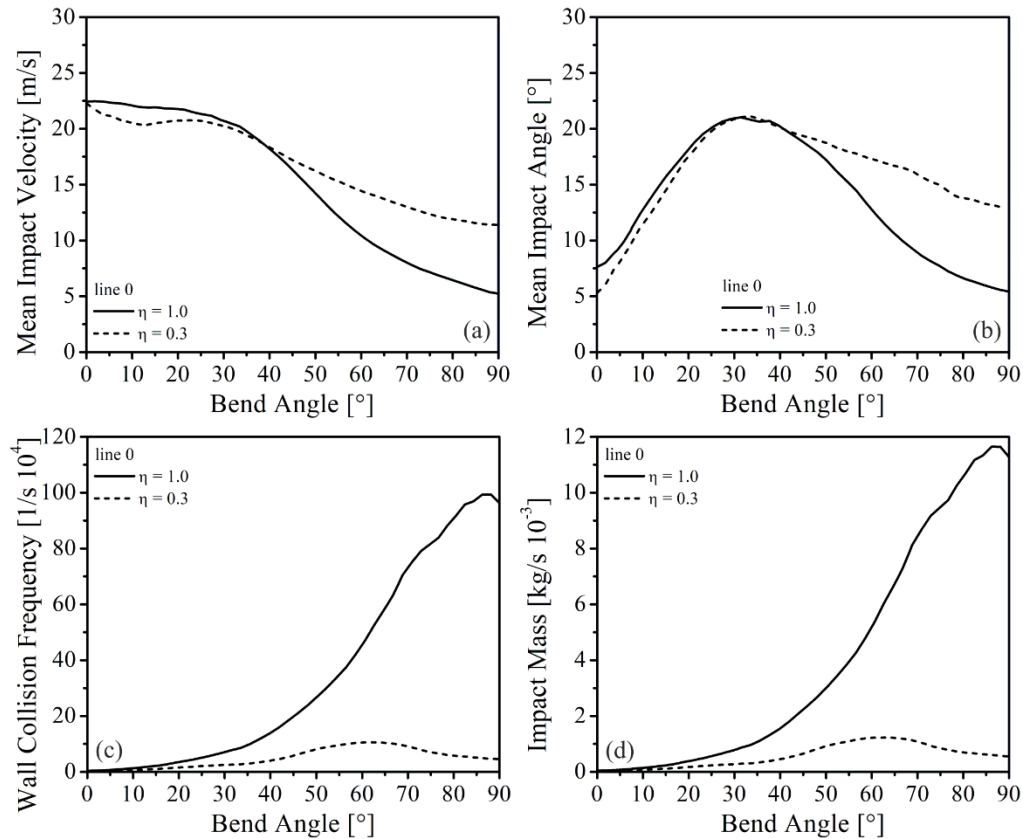 Mean Impact Velocity [m/s]
30
25
20
15
10
5
0
line 0
η = 1.0
η = 0.3
(a)
0 10 20 30 40 50 60 70 80 90
Bend Angle [°]
Mean Impact Angle [°]
30
25
20
15
10
5
0
line 0
η = 1.0
η = 0.3
(b)
0 10 20 30 40 50 60 70 80 90
Bend Angle [°]
Wall Collision Frequency [1/s 10⁴]
120
100
80
60
40
20
0
line 0
η = 1.0
η = 0.3
(c)
0 10 20 30 40 50 60 70 80 90
Bend Angle [°]
Impact Mass [kg/s 10⁻³]
12
10
8
6
4
2
0
line 0
η = 1.0
η = 0.3
(d)
0 10 20 30 40 50 60 70 80 90
Bend Angle [°]